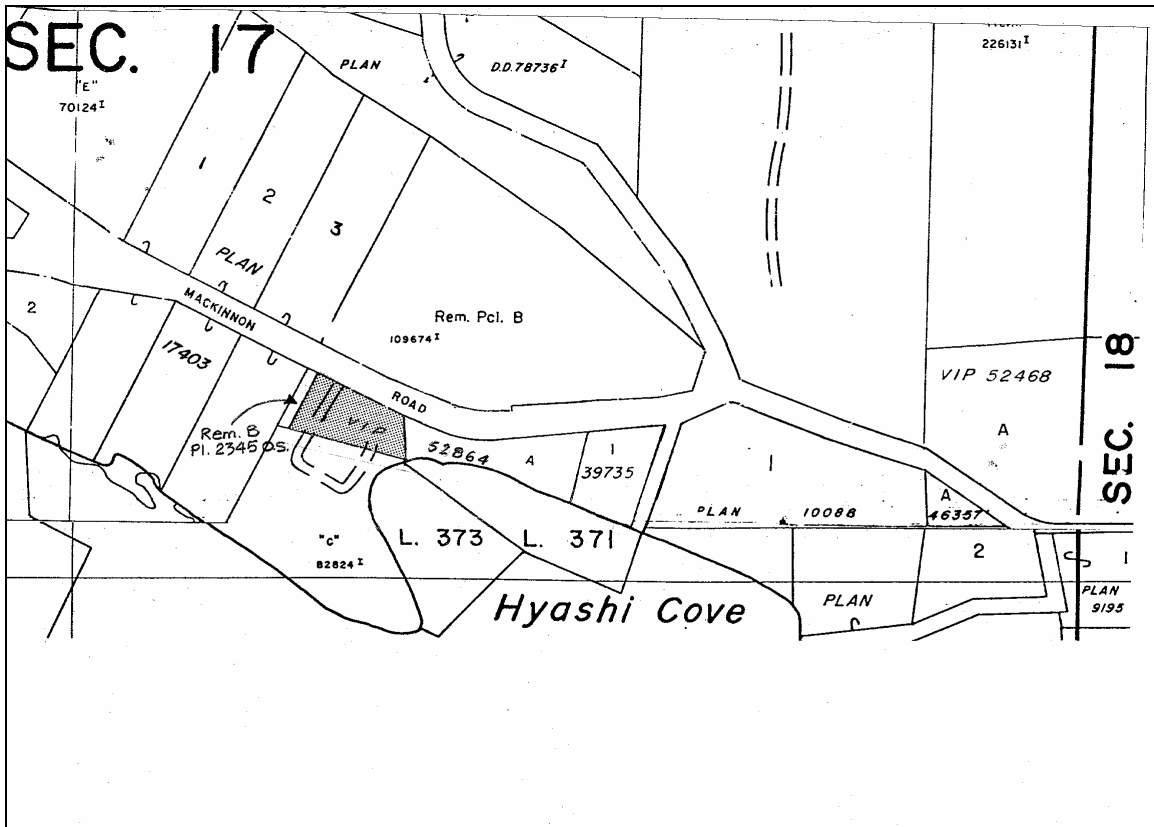 SEC. 17
PLAN
D.D. 78736ᴵ
226131ᴵ
"E"
70124ᴵ
1
2
3
PLAN
MACKINNON
ROAD
Rem. Pcl. B
109674ᴵ
2
17403
Rem. B
Pl. 2345 O.S.
VIP
52864
A
1
39735
1
PLAN 10088
VIP 52468
A
SEC. 18
A
46357
"C"
82824ᴵ
L. 373
L. 371
Hyashi Cove
PLAN
2
1
PLAN
9195